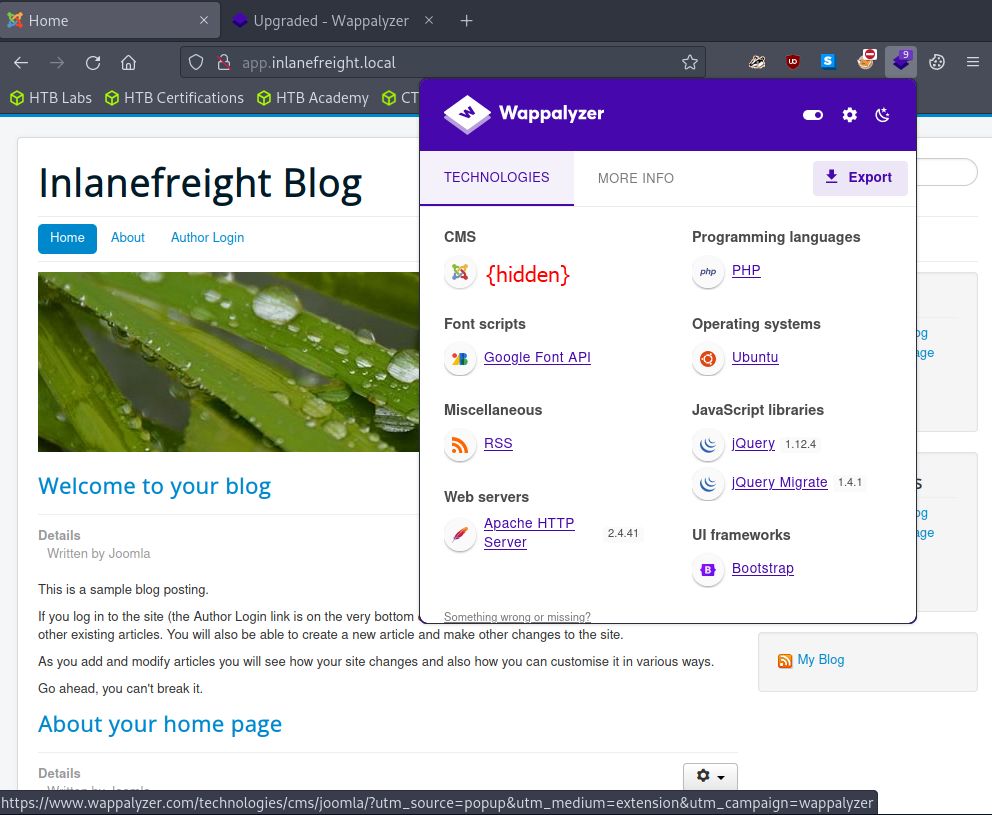 Home
Upgraded - Wappalyzer
app.inlanefreight.local
9
HTB Labs
HTB Certifications
HTB Academy
CT
Wappalyzer
TECHNOLOGIES
MORE INFO
Export
CMS
{hidden}
Font scripts
Google Font API
Miscellaneous
RSS
Web servers
Apache HTTP
Server
2.4.41
Programming languages
php PHP
Operating systems
Ubuntu
JavaScript libraries
jQuery 1.12.4
jQuery Migrate 1.4.1
UI frameworks
B Bootstrap
Something wrong or missing?
Inlanefreight Blog
Home
About
Author Login
Welcome to your blog
Details
Written by Joomla
This is a sample blog posting.
If you log in to the site (the Author Login link is on the very bottom
other existing articles. You will also be able to create a new article and make other changes to the site.
As you add and modify articles you will see how your site changes and also how you can customise it in various ways.
Go ahead, you can't break it.
About your home page
Details
My Blog
https://www.wappalyzer.com/technologies/cms/joomla/?utm_source=popup&utm_medium=extension&utm_campaign=wappalyzer